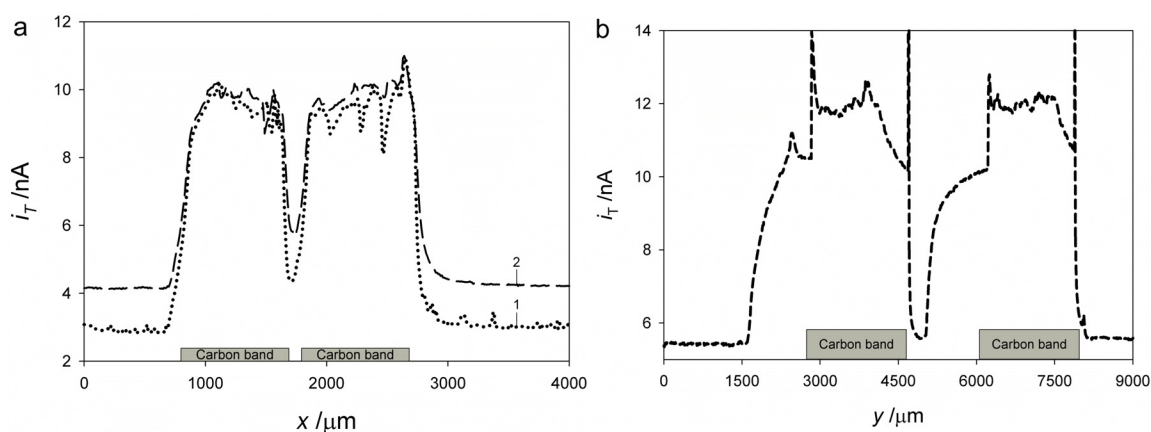 a
12
10
8
6
4
2
i_T /nA
2
1
Carbon band Carbon band
0 1000 2000 3000 4000
x /μm
b
14
12
10
8
6
i_T /nA
Carbon band Carbon band
0 1500 3000 4500 6000 7500 9000
y /μm